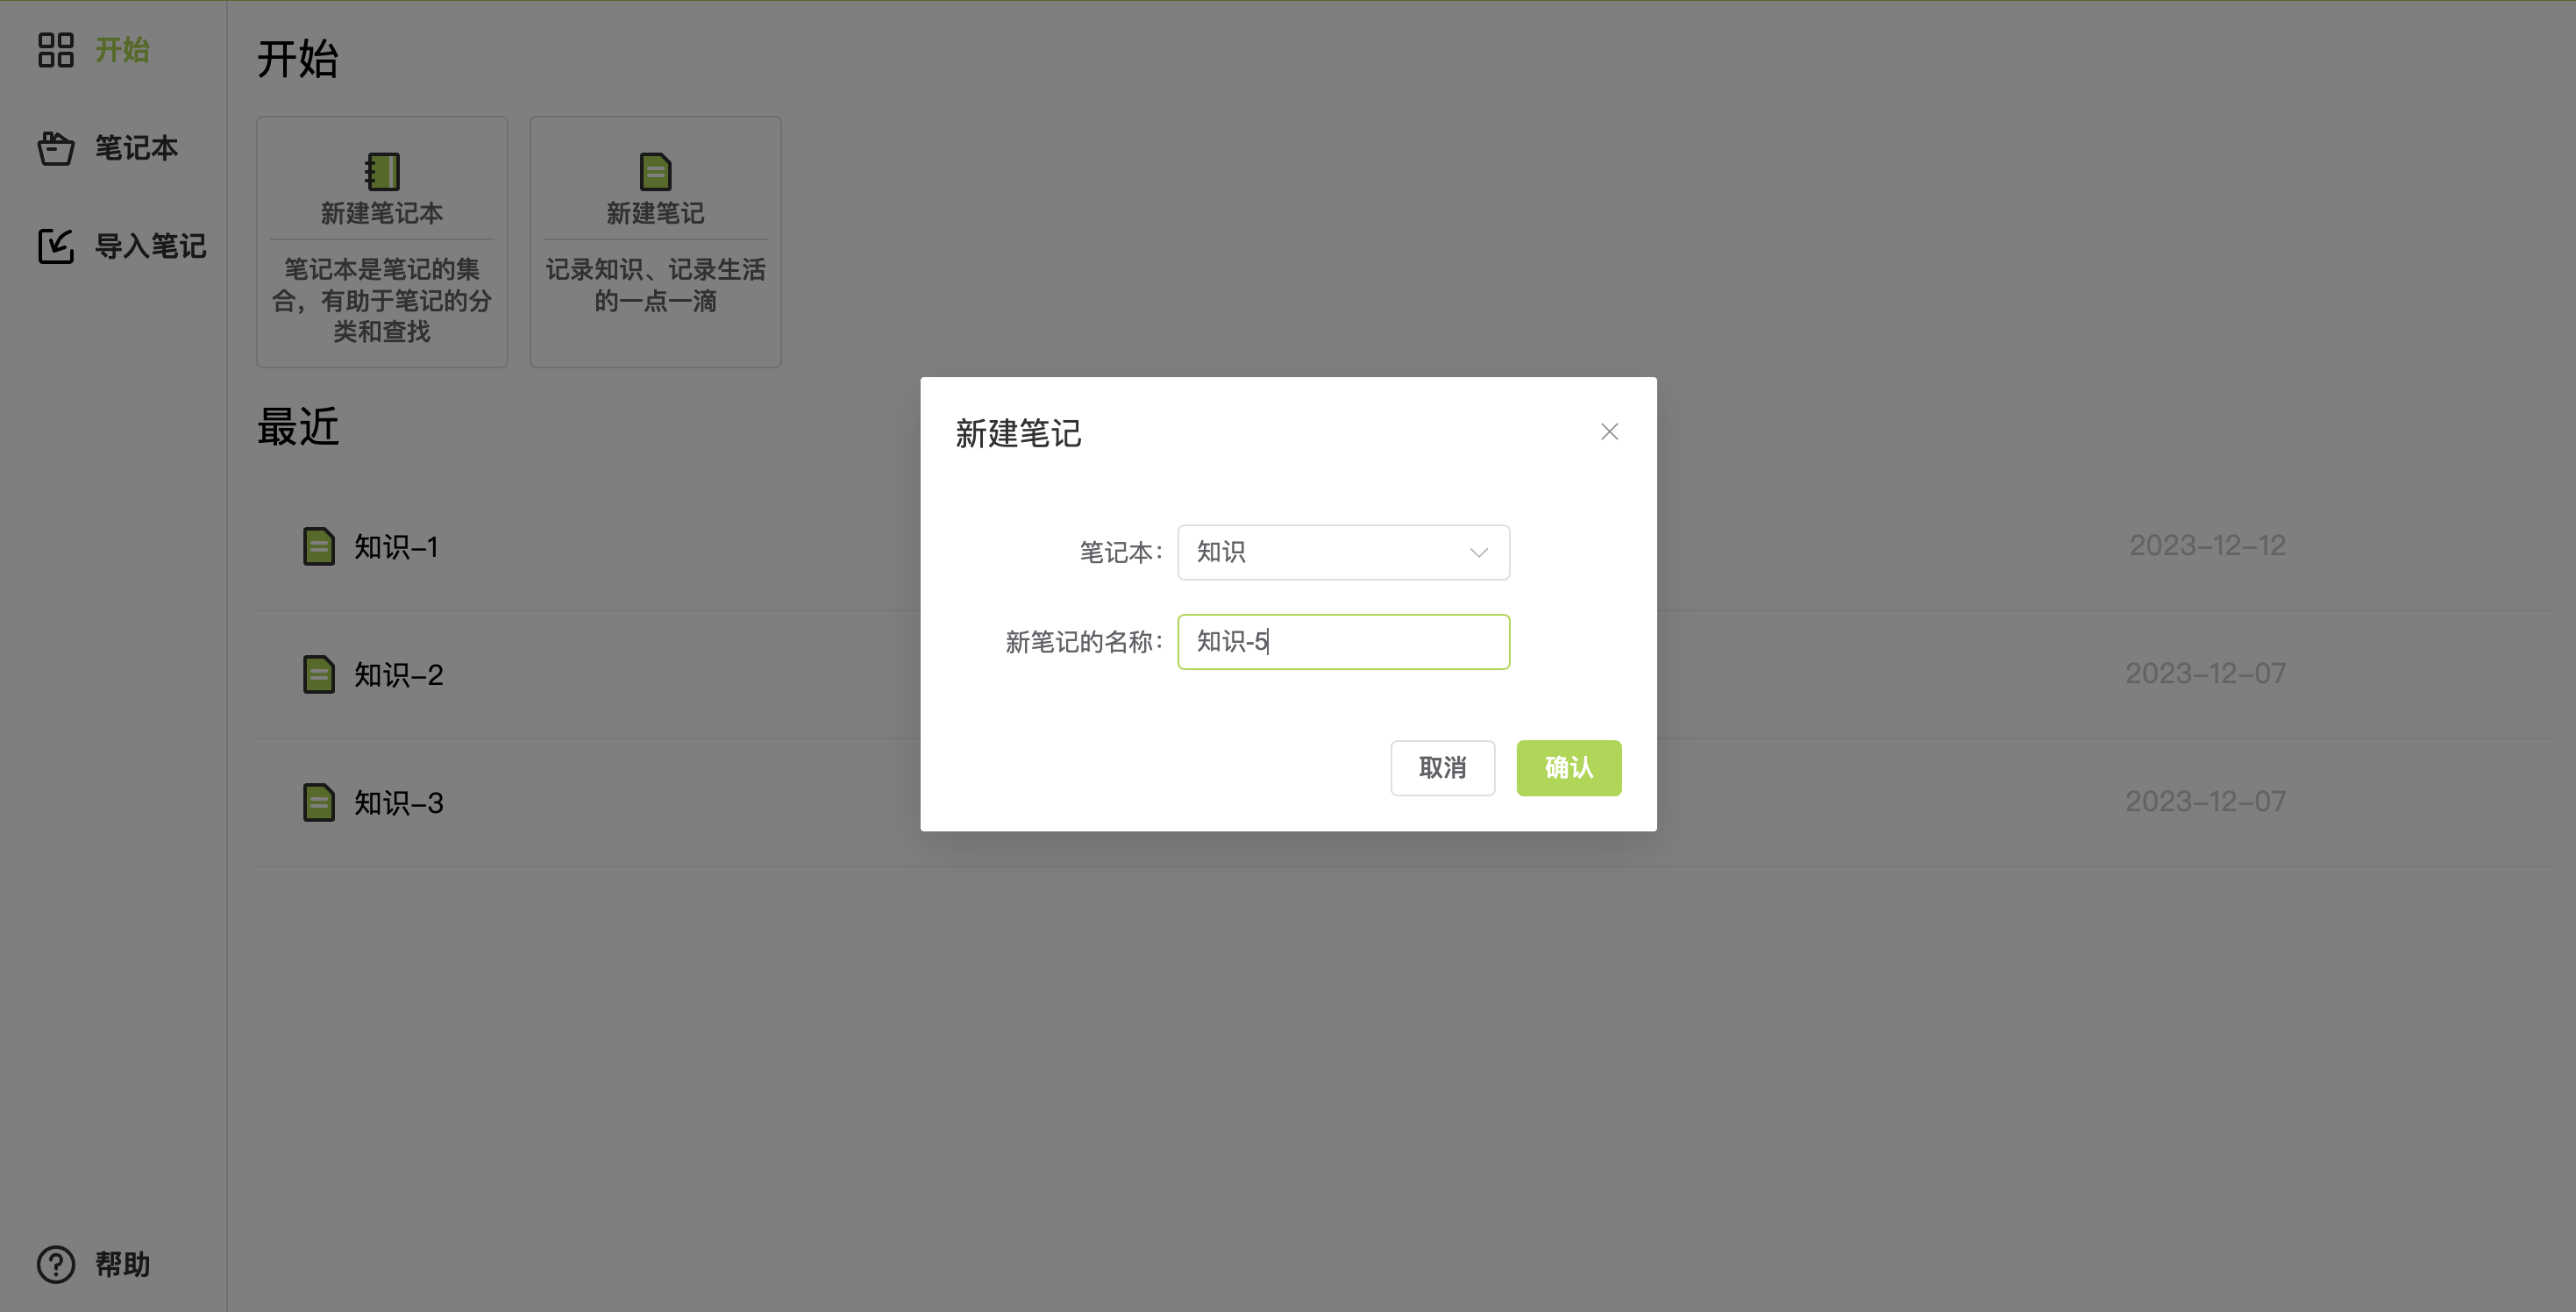 开始
笔记本
导入笔记
帮助
开始
新建笔记本
笔记本是笔记的集
合，有助于笔记的分
类和查找
新建笔记
记录知识、记录生活
的一点一滴
最近
知识-1
2023-12-12
知识-2
2023-12-07
知识-3
2023-12-07
新建笔记
笔记本：
知识
新笔记的名称：
知识-5
取消
确认